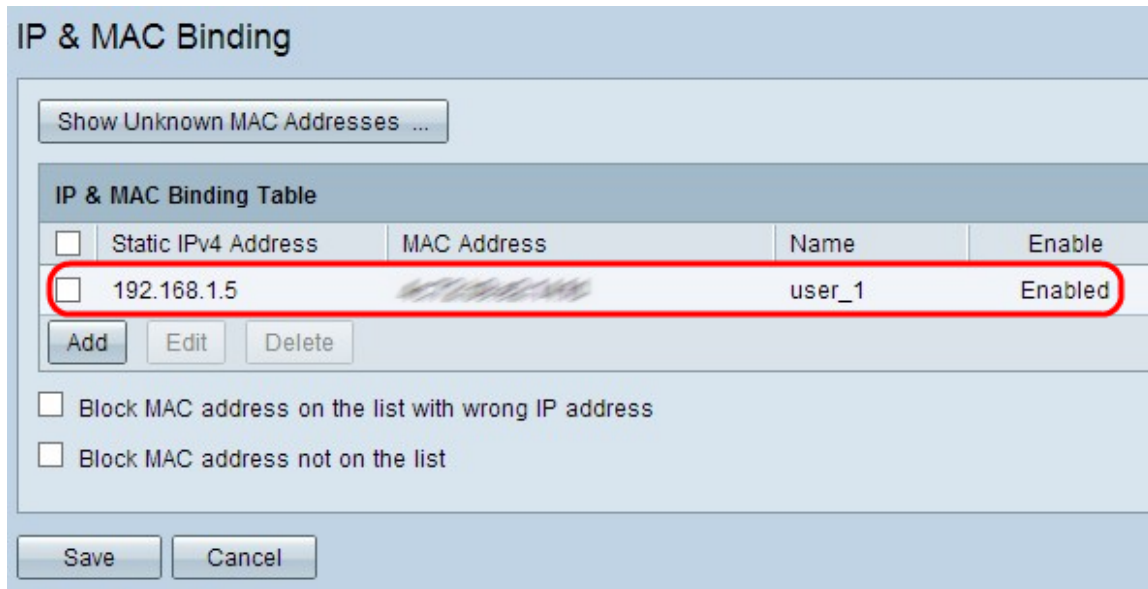 IP & MAC Binding
Show Unknown MAC Addresses ...
IP & MAC Binding Table
Static IPv4 Address MAC Address Name Enable
192.168.1.5 user_1 Enabled
Add Edit Delete
Block MAC address on the list with wrong IP address
Block MAC address not on the list
Save Cancel